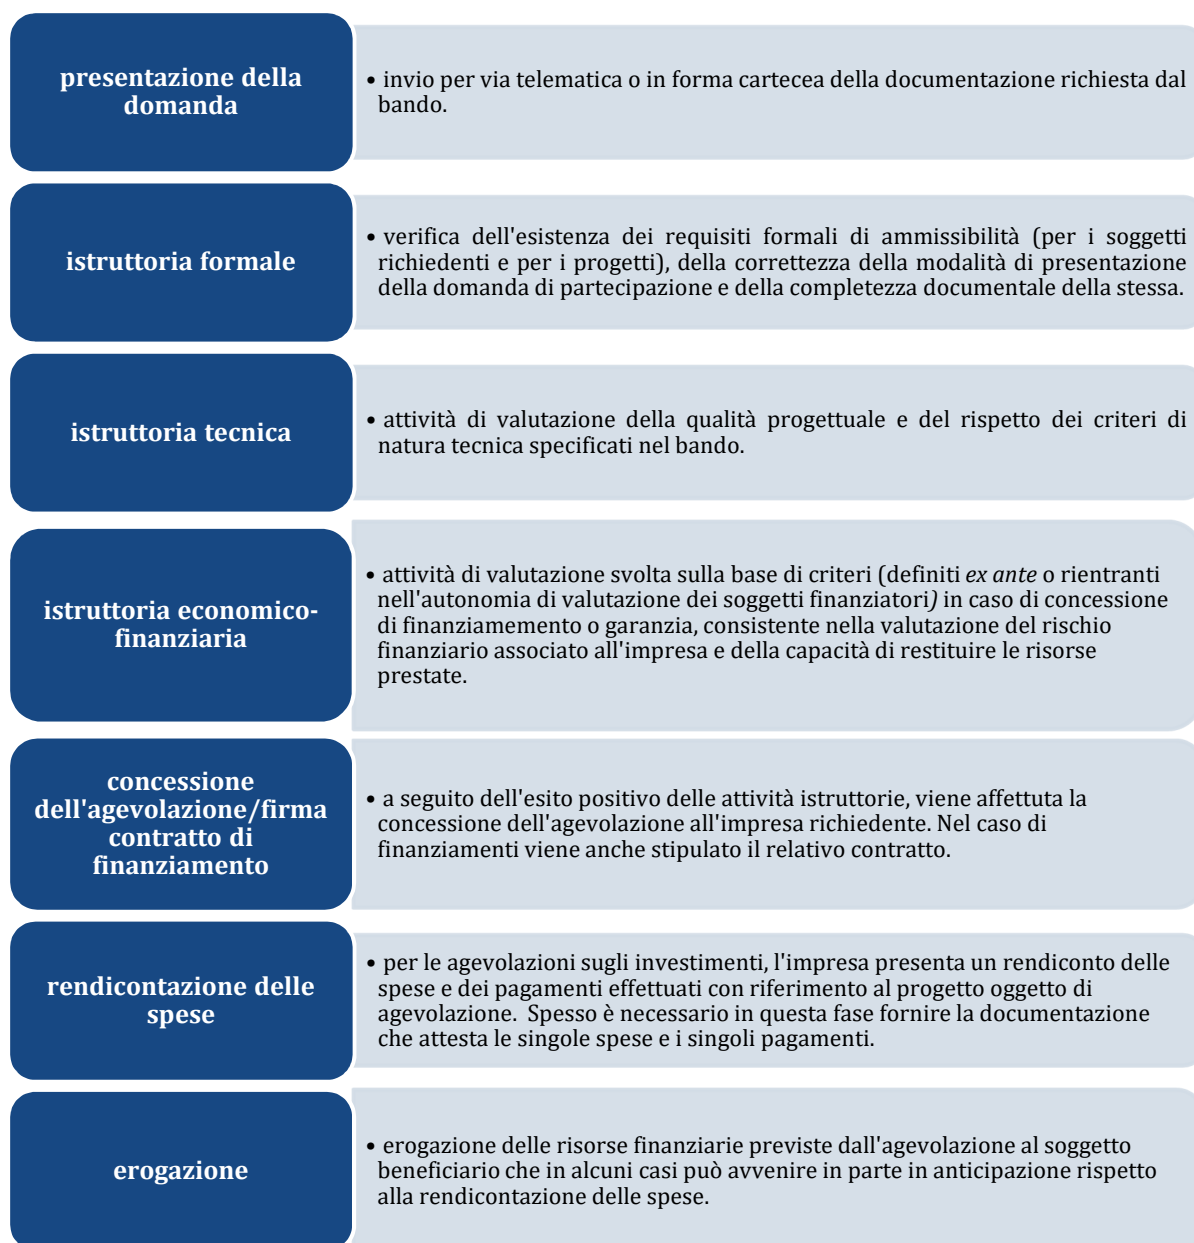 presentazione della
domanda
• invio per via telematica o in forma cartecea della documentazione richiesta dal
bando.
istruttoria formale
• verifica dell'esistenza dei requisiti formali di ammissibilità (per i soggetti
richiedenti e per i progetti), della correttezza della modalità di presentazione
della domanda di partecipazione e della completezza documentale della stessa.
istruttoria tecnica
• attività di valutazione della qualità progettuale e del rispetto dei criteri di
natura tecnica specificati nel bando.
istruttoria economico-
finanziaria
• attività di valutazione svolta sulla base di criteri (definiti ex ante o rientranti
nell'autonomia di valutazione dei soggetti finanziatori) in caso di concessione
di finanziamemento o garanzia, consistente nella valutazione del rischio
finanziario associato all'impresa e della capacità di restituire le risorse
prestate.
concessione
dell'agevolazione/firma
contratto di
finanziamento
• a seguito dell'esito positivo delle attività istruttorie, viene affettuta la
concessione dell'agevolazione all'impresa richiedente. Nel caso di
finanziamenti viene anche stipulato il relativo contratto.
rendicontazione delle
spese
• per le agevolazioni sugli investimenti, l'impresa presenta un rendiconto delle
spese e dei pagamenti effettuati con riferimento al progetto oggetto di
agevolazione. Spesso è necessario in questa fase fornire la documentazione
che attesta le singole spese e i singoli pagamenti.
erogazione
• erogazione delle risorse finanziarie previste dall'agevolazione al soggetto
beneficiario che in alcuni casi può avvenire in parte in anticipazione rispetto
alla rendicontazione delle spese.